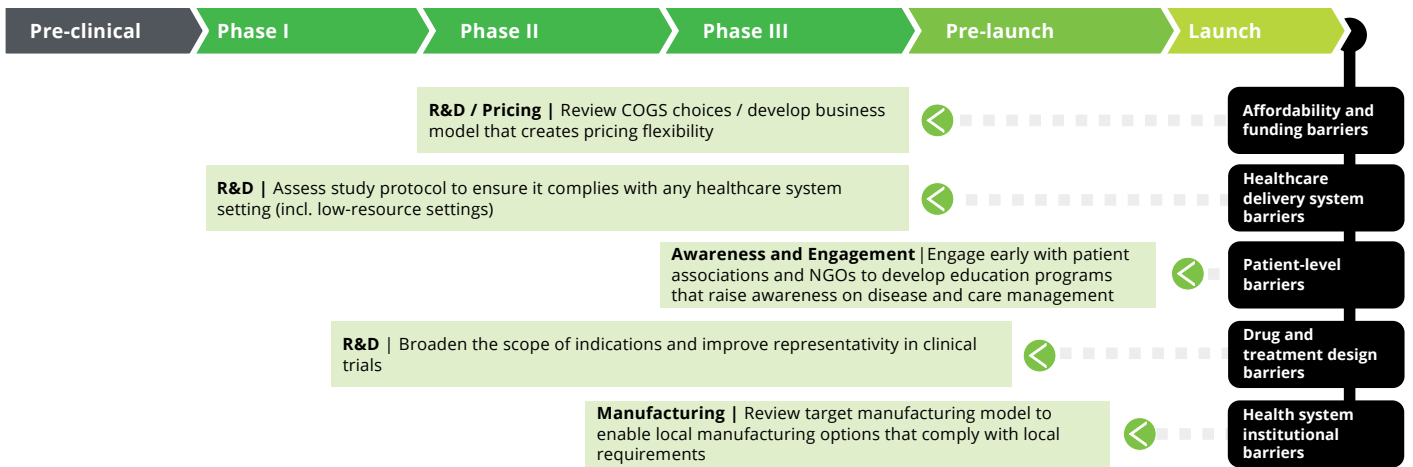 Pre-clinical
Phase I
Phase II
Phase III
Pre-launch
Launch
R&D / Pricing | Review COGS choices / develop business
model that creates pricing flexibility
Affordability and
funding barriers
R&D | Assess study protocol to ensure it complies with any healthcare system
setting (incl. low-resource settings)
Healthcare
delivery system
barriers
Awareness and Engagement |Engage early with patient
associations and NGOs to develop education programs
that raise awareness on disease and care management
Patient-level
barriers
R&D | Broaden the scope of indications and improve representativity in clinical
trials
Drug and
treatment design
barriers
Manufacturing | Review target manufacturing model to
enable local manufacturing options that comply with local
requirements
Health system
institutional
barriers